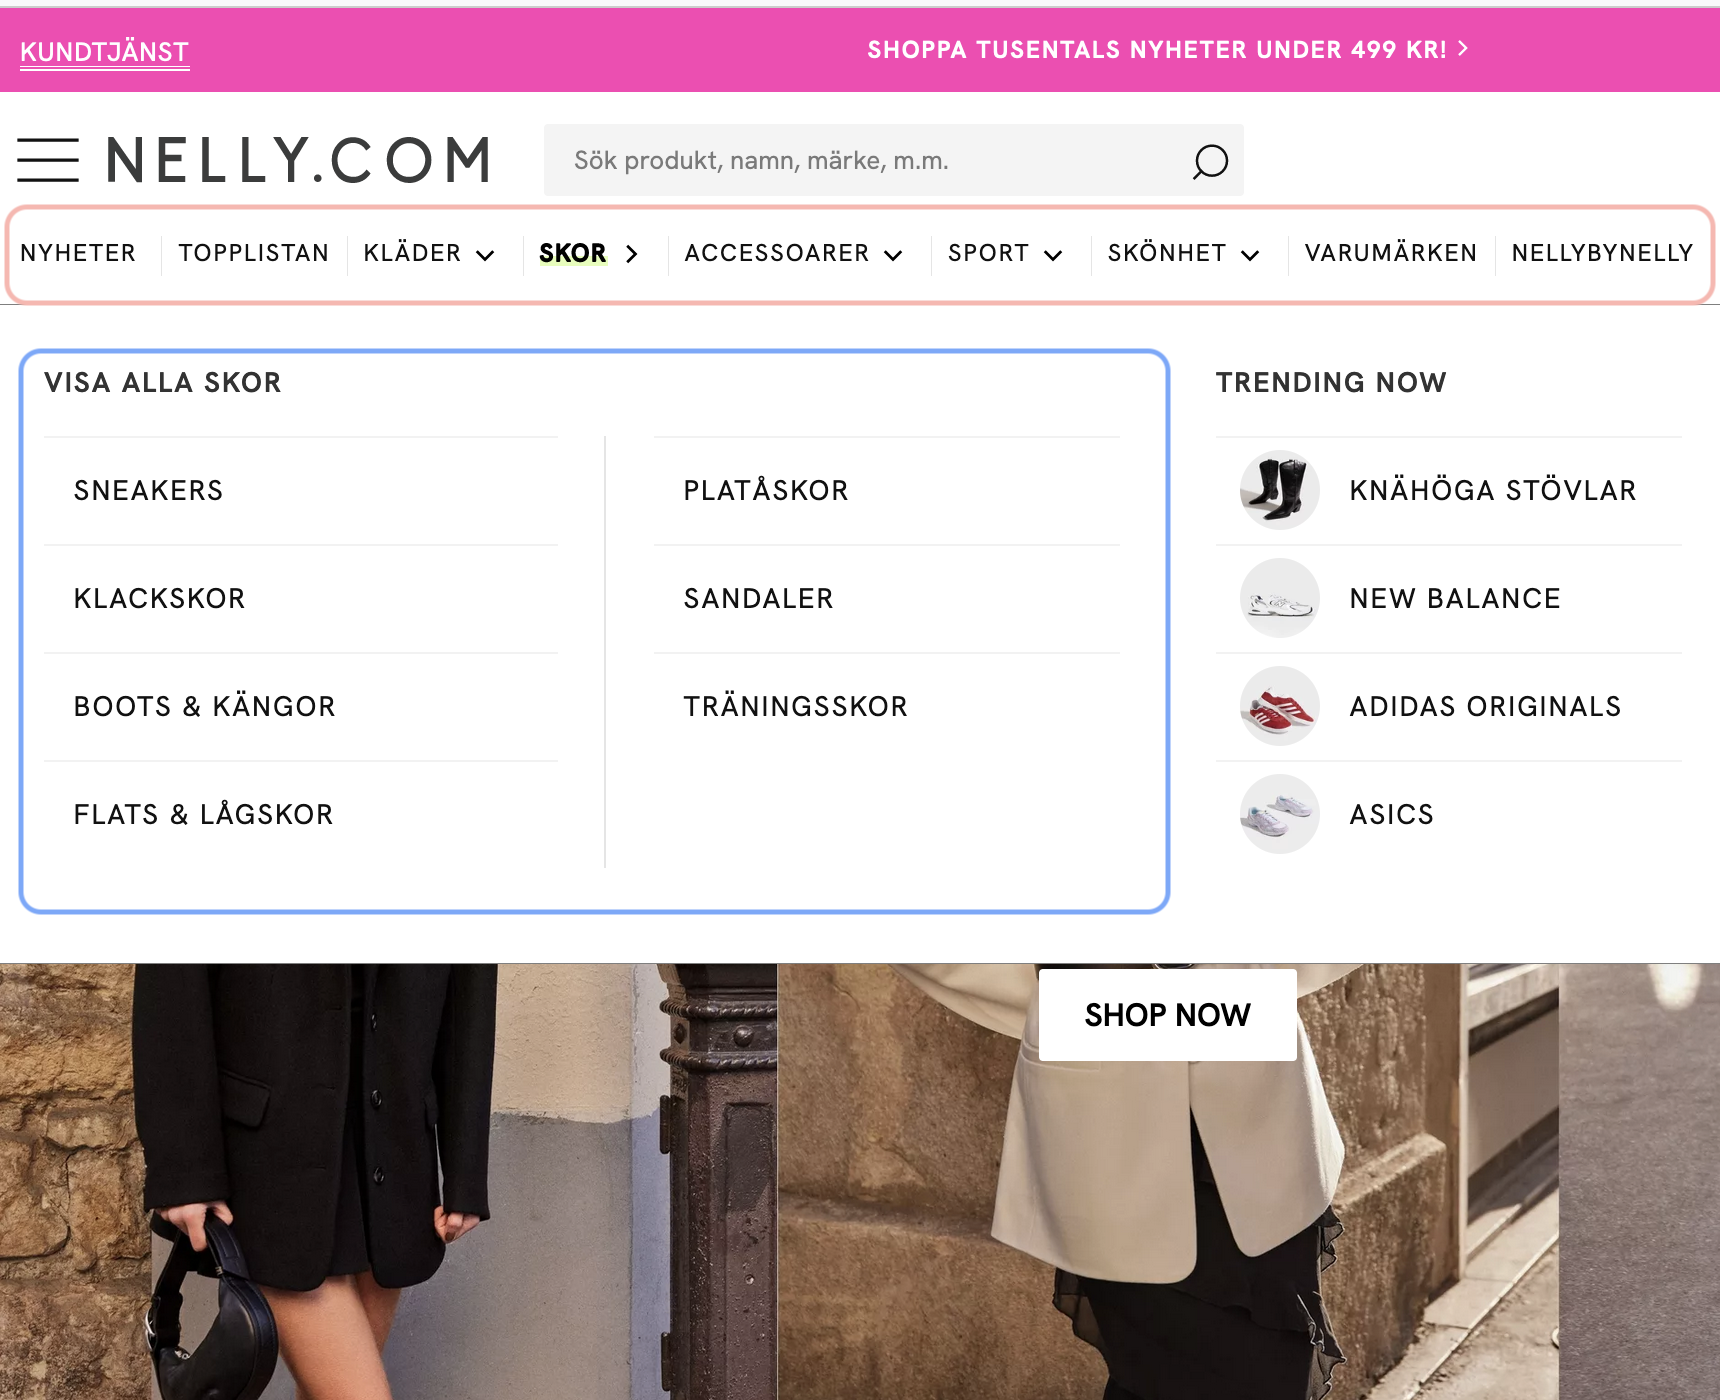 KUNDTJÄNST
SHOPPA TUSENTALS NYHETER UNDER 499 KR!
NELLY.COM
Sök produkt, namn, märke, m.m.
NYHETER TOPPLISTAN KLÄDER SKOR ACCESSOARER SPORT SKÖNHET VARUMÄRKEN NELLYBYNELLY
VISA ALLA SKOR
SNEAKERS
KLACKSKOR
BOOTS & KÄNGOR
FLATS & LÅGSKOR
PLATÅSKOR
SANDALER
TRÄNINGSSKOR
TRENDING NOW
KNÄHÖGA STÖVLAR
NEW BALANCE
ADIDAS ORIGINALS
ASICS
SHOP NOW